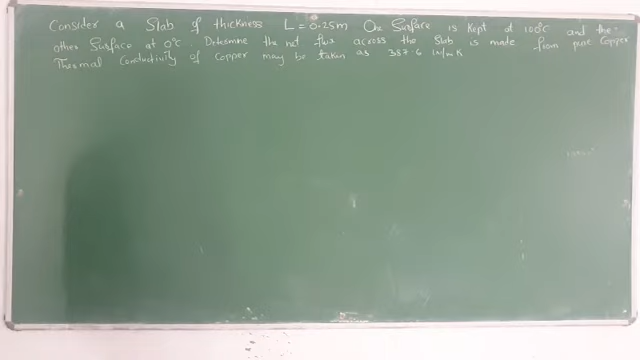 Consider a Slab of thickness L = 0.25m One Surface is Kept at 100°C and the
other Surface at 0°C. Determine the net flux across the Slab is made from pure Copper
Thermal Conductivity of Copper may be taken as 387.6 W/mK